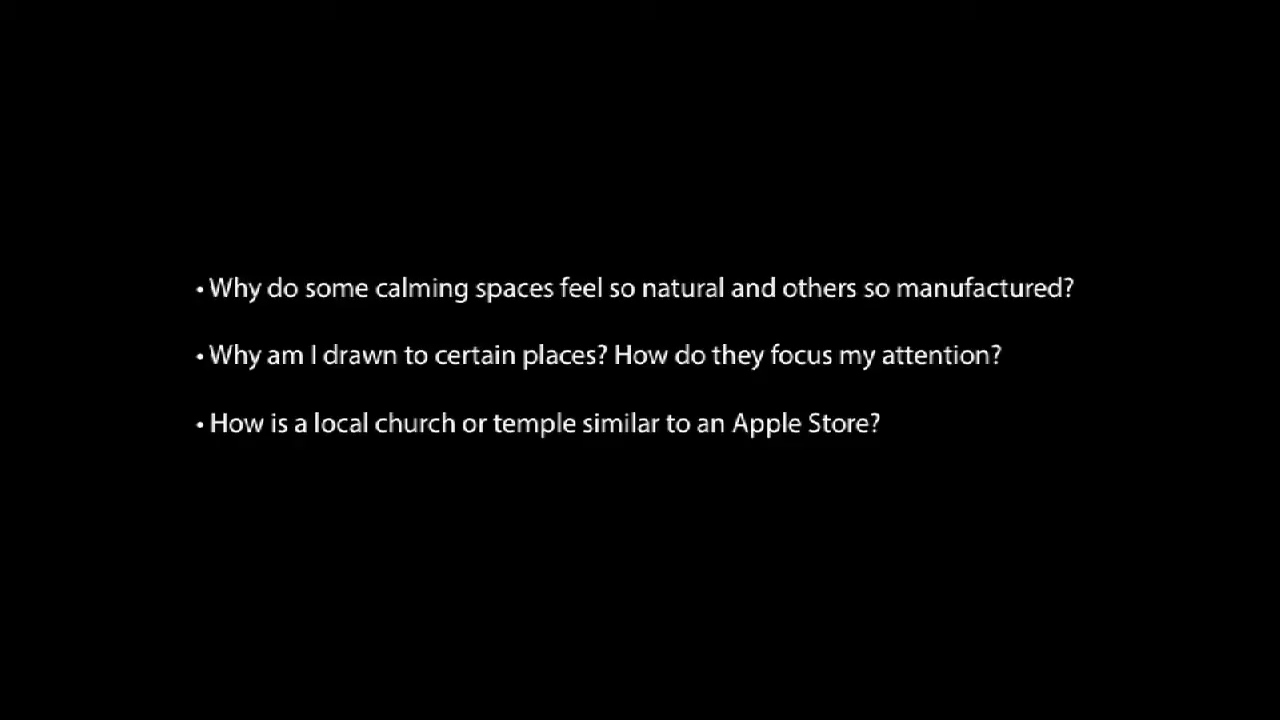 • Why do some calming spaces feel so natural and others so manufactured?
• Why am I drawn to certain places? How do they focus my attention?
• How is a local church or temple similar to an Apple Store?